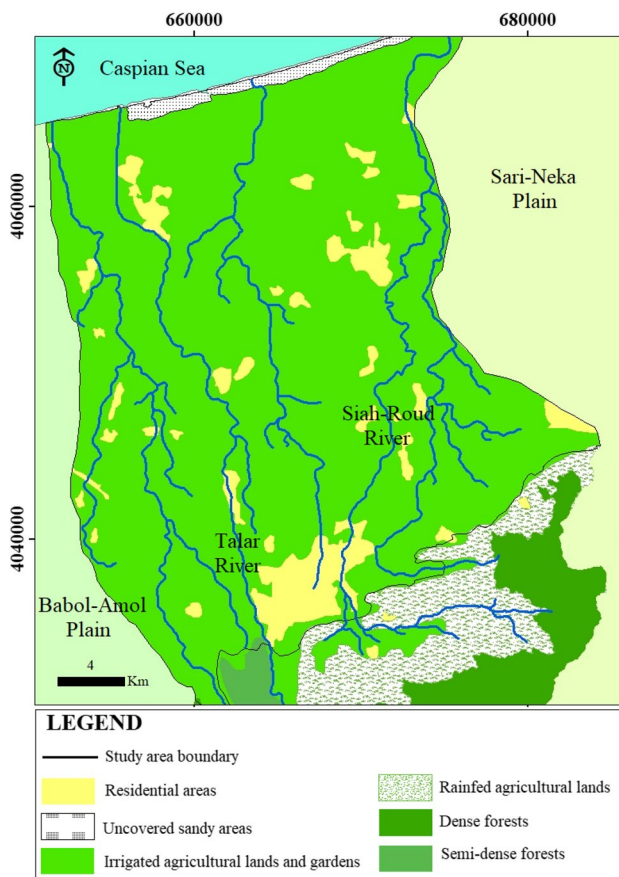 660000
680000
N
Caspian Sea
Sari-Neka
Plain
4060000
Siah-Roud
River
4040000
Talar
River
Babol-Amol
Plain
4
Km
LEGEND
Study area boundary
Residential areas
Uncovered sandy areas
Irrigated agricultural lands and gardens
Rainfed agricultural lands
Dense forests
Semi-dense forests